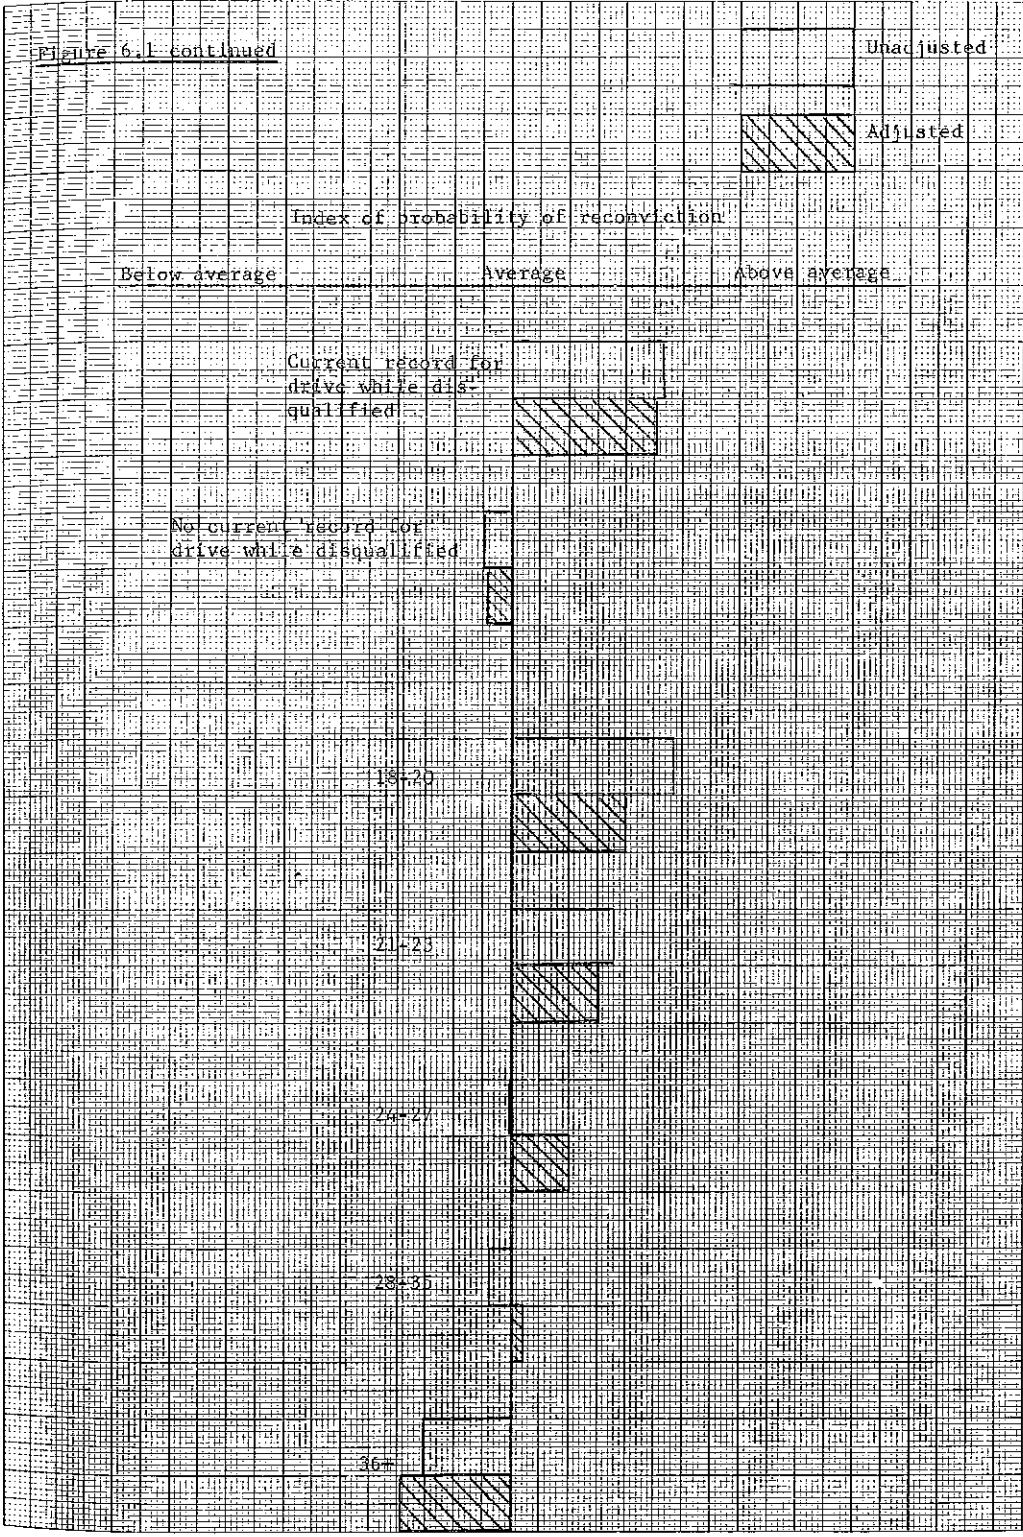 Figure 6.1 continued
Unadjusted
Adjusted
Index of probability of reconviction
Below average Average Above average
Current record for
drive while dis-
qualified
No current record for
drive while disqualified
18-20
21-23
24-27
28-35
36+